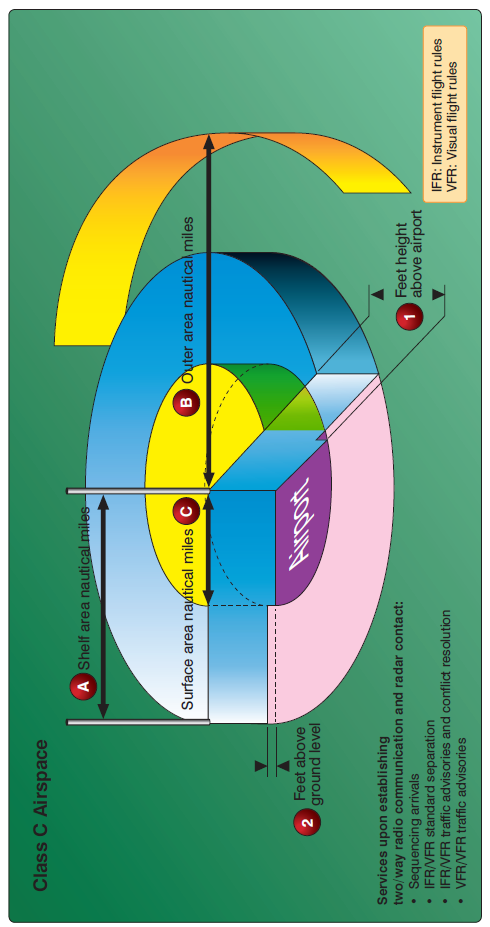 Class C Airspace
A Shelf area nautical miles
B Outer area nautical miles
Surface area nautical miles C
Airport
2 Feet above
ground level
1 Feet height
above airport
Services upon establishing
two/way radio communication and radar contact:
• Sequencing arrivals
• IFR/VFR standard separation
• IFR/VFR traffic advisories and conflict resolution
• VFR/VFR traffic advisories
IFR: Instrument flight rules
VFR: Visual flight rules